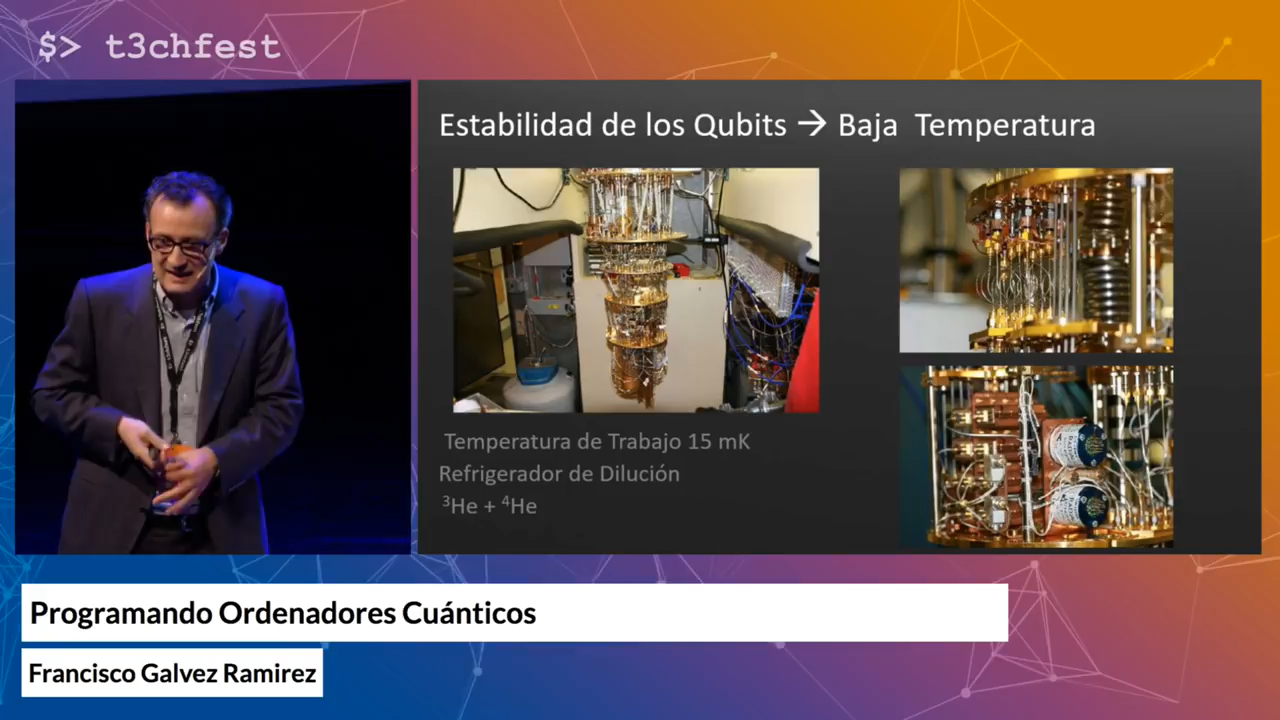 $> t3chfest
Estabilidad de los Qubits → Baja Temperatura
Temperatura de Trabajo 15 mK
Refrigerador de Dilución
³He + ⁴He
Programando Ordenadores Cuánticos
Francisco Galvez Ramirez